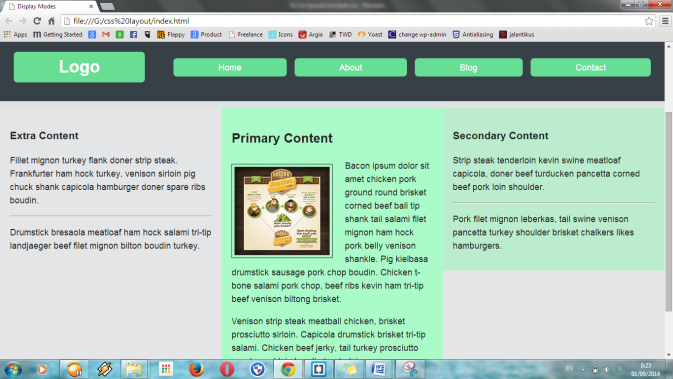 Display Modes
file:///G:/css%20layout/index.html
Apps Getting Started Flappy Product Freelance Icons Argia TWD Yoast change wp-admin Antialiasing jalantikus
Logo
Home About Blog Contact
Extra Content
Fillet mignon turkey flank doner strip steak.
Frankfurter ham hock turkey, venison sirloin pig
chuck shank capicola hamburger doner spare ribs
boudin.
Drumstick bresaola meatloaf ham hock salami tri-tip
landjaeger beef filet mignon bilton boudin turkey.
Primary Content
Bacon ipsum dolor sit
amet chicken pork
ground round brisket
corned beef ball tip
shank tail salami filet
mignon ham hock
pork belly venison
shankle. Pig kielbasa
drumstick sausage pork chop boudin. Chicken t-
bone salami pork chop, beef ribs kevin ham tri-tip
beef venison biltong brisket.
Venison strip steak meatball chicken, brisket
prosciutto sirloin. Capicola drumstick brisket tri-tip
salami. Chicken beef jerky, tail turkey prosciutto
Secondary Content
Strip steak tenderloin kevin swine meatloaf
capicola, doner beef turducken pancetta corned
beef pork loin shoulder.
Pork filet mignon leberkas, tail swine venison
pancetta turkey shoulder brisket chalkers likes
hamburgers.
EN
0:23
01/09/2014